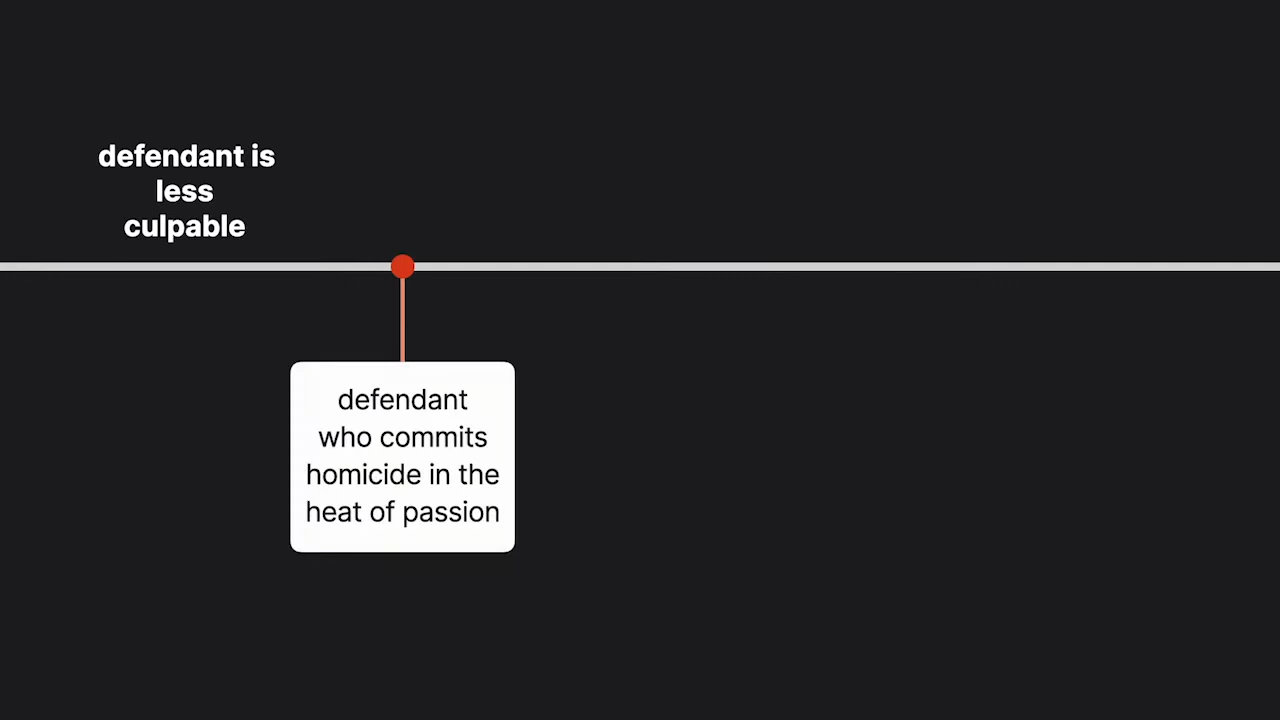 defendant is
less
culpable
defendant
who commits
homicide in the
heat of passion